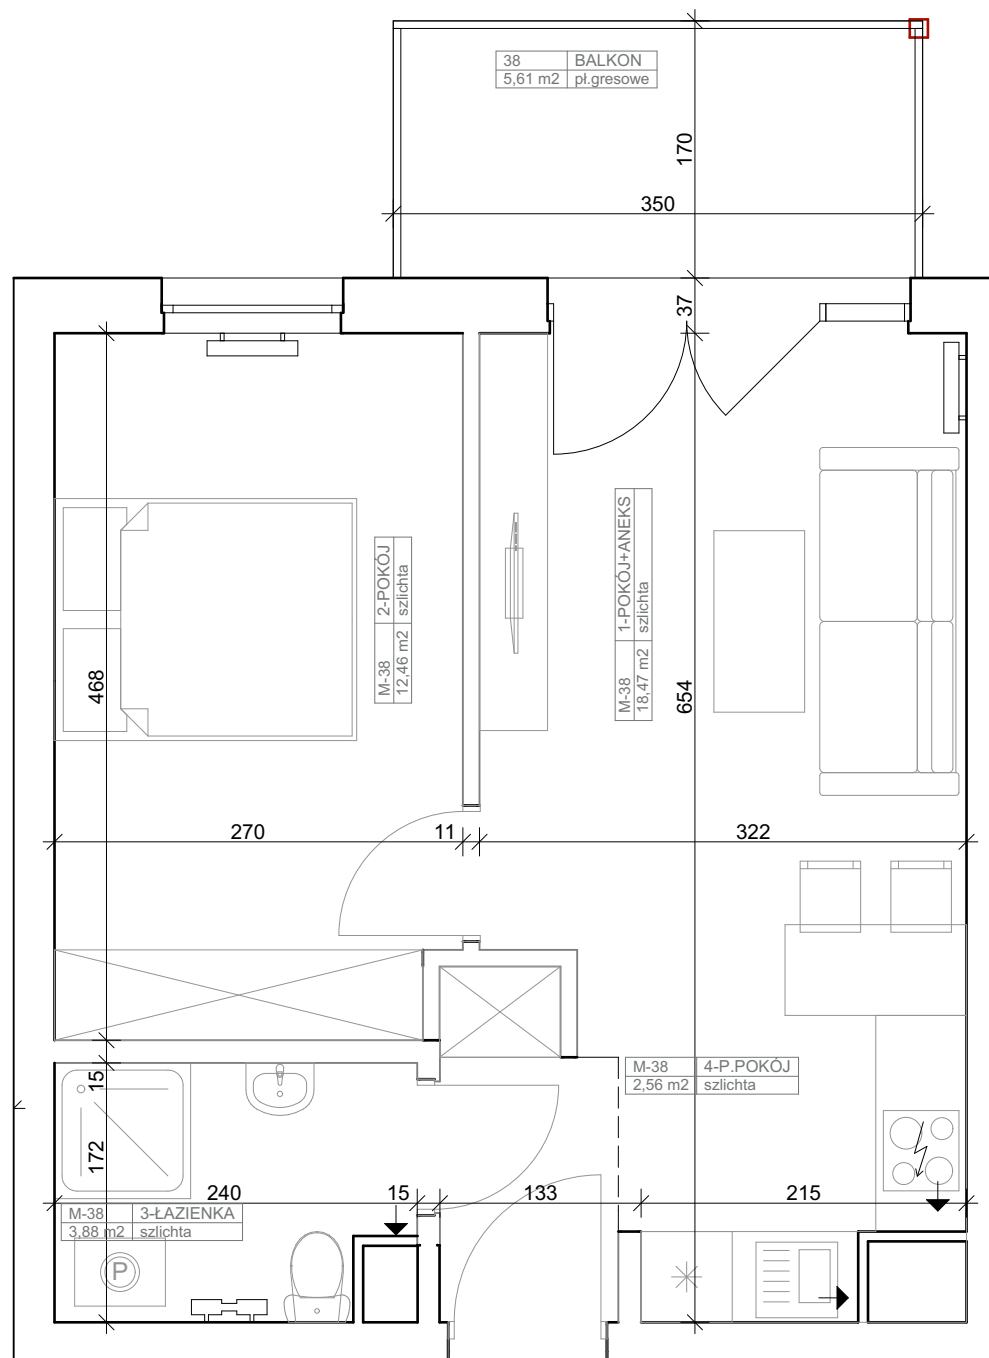 38 BALKON
5,61 m2 pł.gresowe
170
350
37
M-38 2-POKÓJ
12,46 m2 szlichta
M-38 1-POKÓJ+ANEKS
18,47 m2 szlichta
468
654
270
11
322
M-38 4-P.POKÓJ
2,56 m2 szlichta
15
172
240
15
133
215
M-38 3-ŁAZIENKA
3,88 m2 szlichta
P